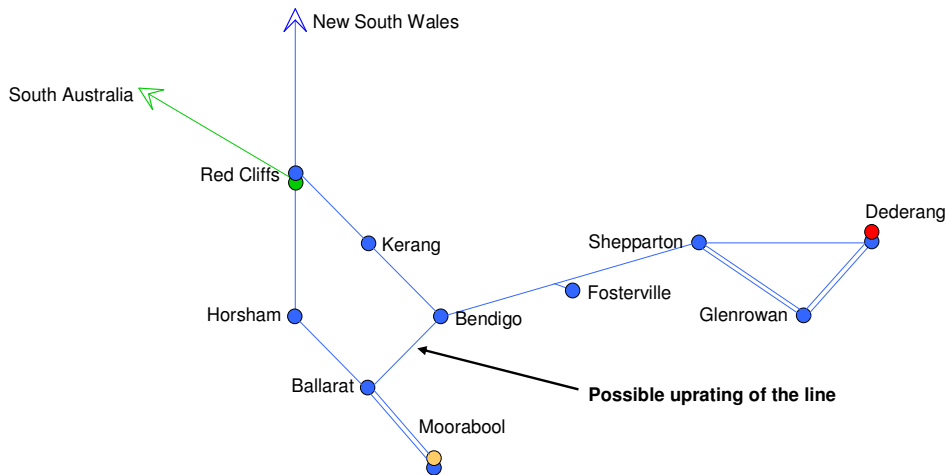 New South Wales
South Australia
Red Cliffs
Dederang
Kerang
Shepparton
Fosterville
Horsham
Bendigo
Glenrowan
Ballarat
Possible uprating of the line
Moorabool